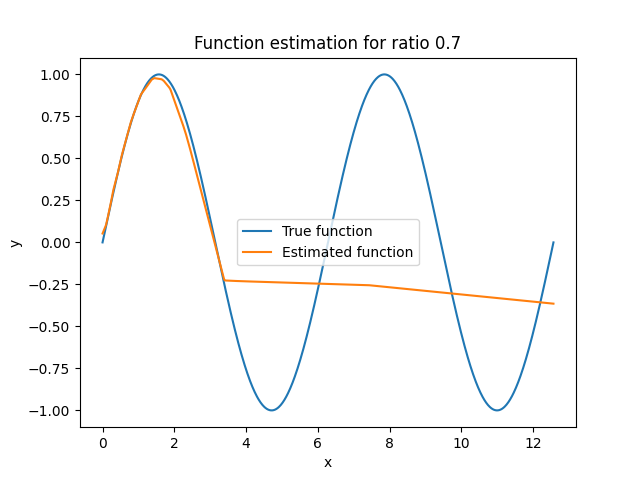 Function estimation for ratio 0.7
1.00
0.75
0.50
0.25
0.00
−0.25
−0.50
−0.75
−1.00
y
True function
Estimated function
0 2 4 6 8 10 12
x